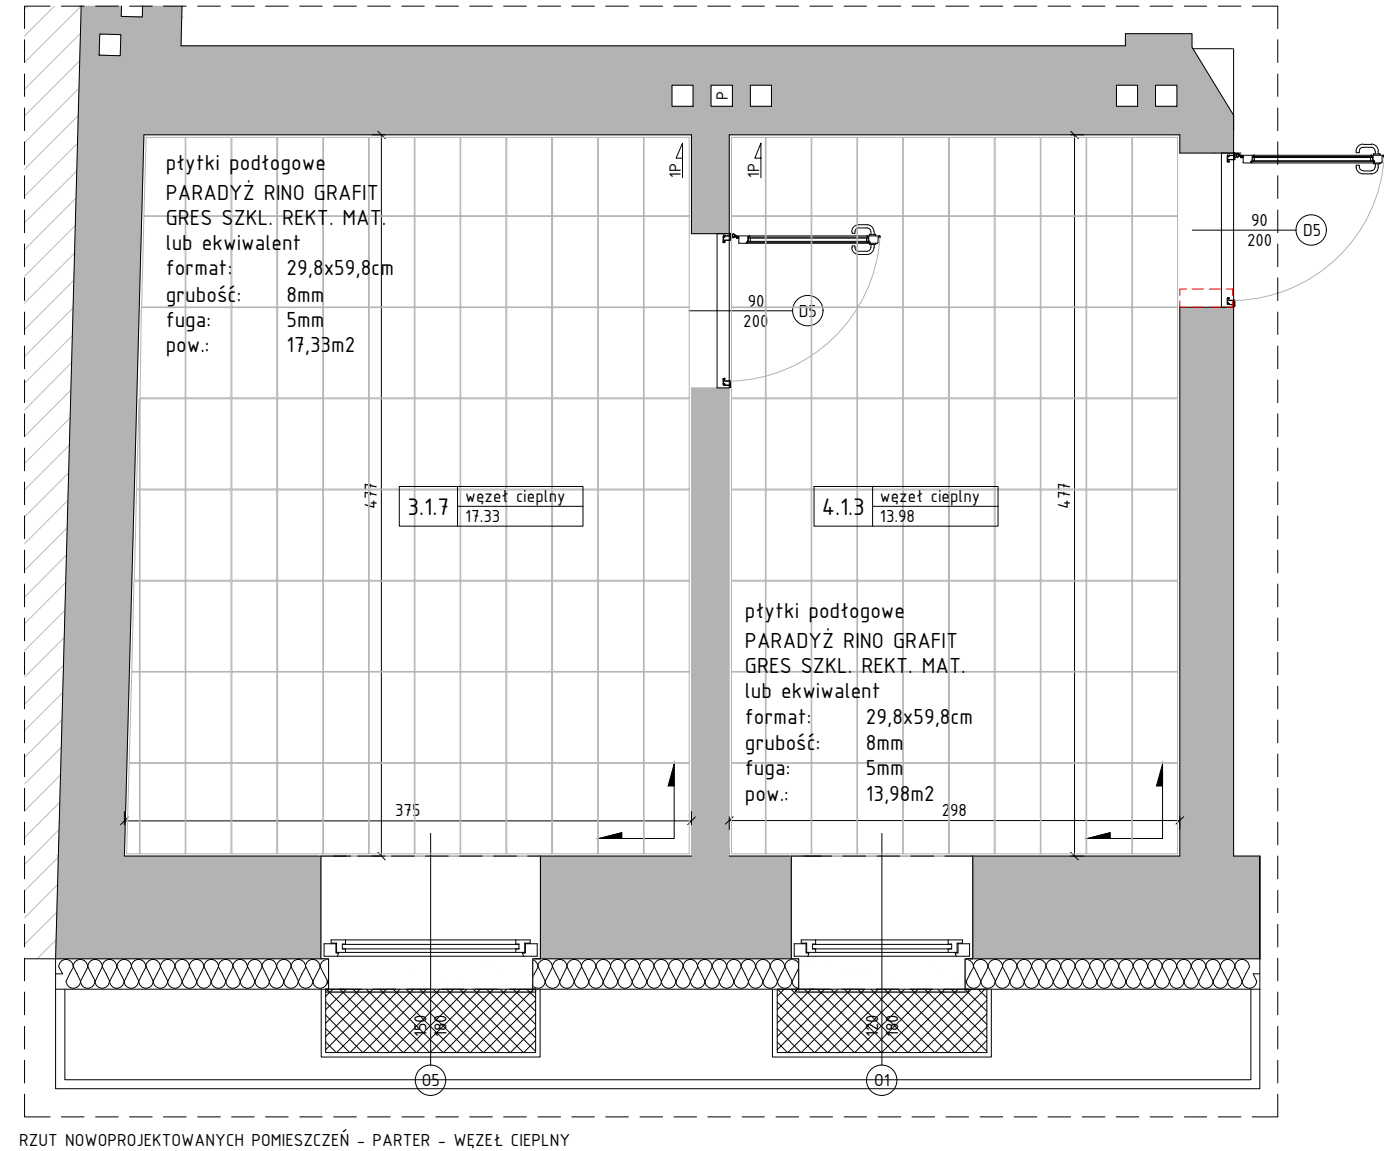 P
płytki podłogowe
PARADYŻ RINO GRAFIT
GRES SZKL. REKT. MAT.
lub ekwiwalent
format: 29,8x59,8cm
grubość: 8mm
fuga: 5mm
pow.: 17,33m2
1P
1P
90
200
D5
90
200
D5
477
3.1.7
węzeł cieplny
17.33
4.1.3
węzeł cieplny
13.98
477
płytki podłogowe
PARADYŻ RINO GRAFIT
GRES SZKL. REKT. MAT.
lub ekwiwalent
format: 29,8x59,8cm
grubość: 8mm
fuga: 5mm
pow.: 13,98m2
375
298
150
180
120
180
05
01
RZUT NOWOPROJEKTOWANYCH POMIESZCZEŃ - PARTER - WĘZEŁ CIEPLNY